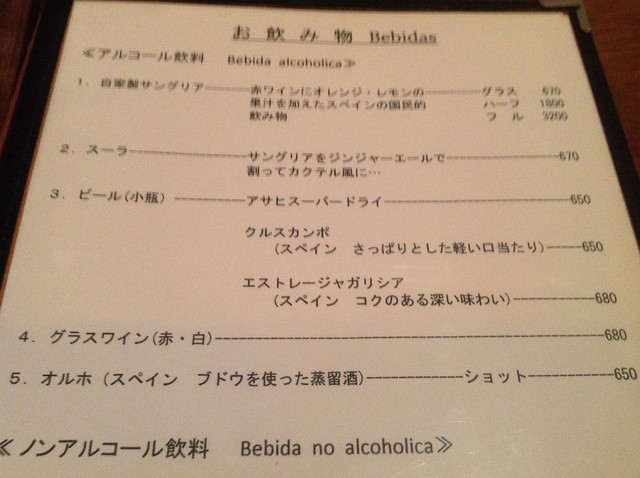 お 飲 み 物 Bebidas
≪アルコール飲料 Bebida alcoholica≫
1. 自家製サングリア――――赤ワインにオレンジ・レモンの―――――グラス 670
果汁を加えたスペインの国民的 ハーフ 1800
飲み物 フル 3200
2. スーラ――――――――――サングリアをジンジャーエールで――――――――――670
割ってカクテル風に…
3. ビール(小瓶) ――――――アサヒスーパードライ――――――――――――――――650
クルスカンポ
(スペイン さっぱりとした軽い口当たり)―――650
エストレージャガリシア
(スペイン コクのある深い味わい)―――――――680
4. グラスワイン(赤・白)――――――――――――――――――――――――――――――680
5. オルホ (スペイン ブドウを使った蒸留酒)――――――――ショット―――――――――650
≪ノンアルコール飲料 Bebida no alcoholica≫